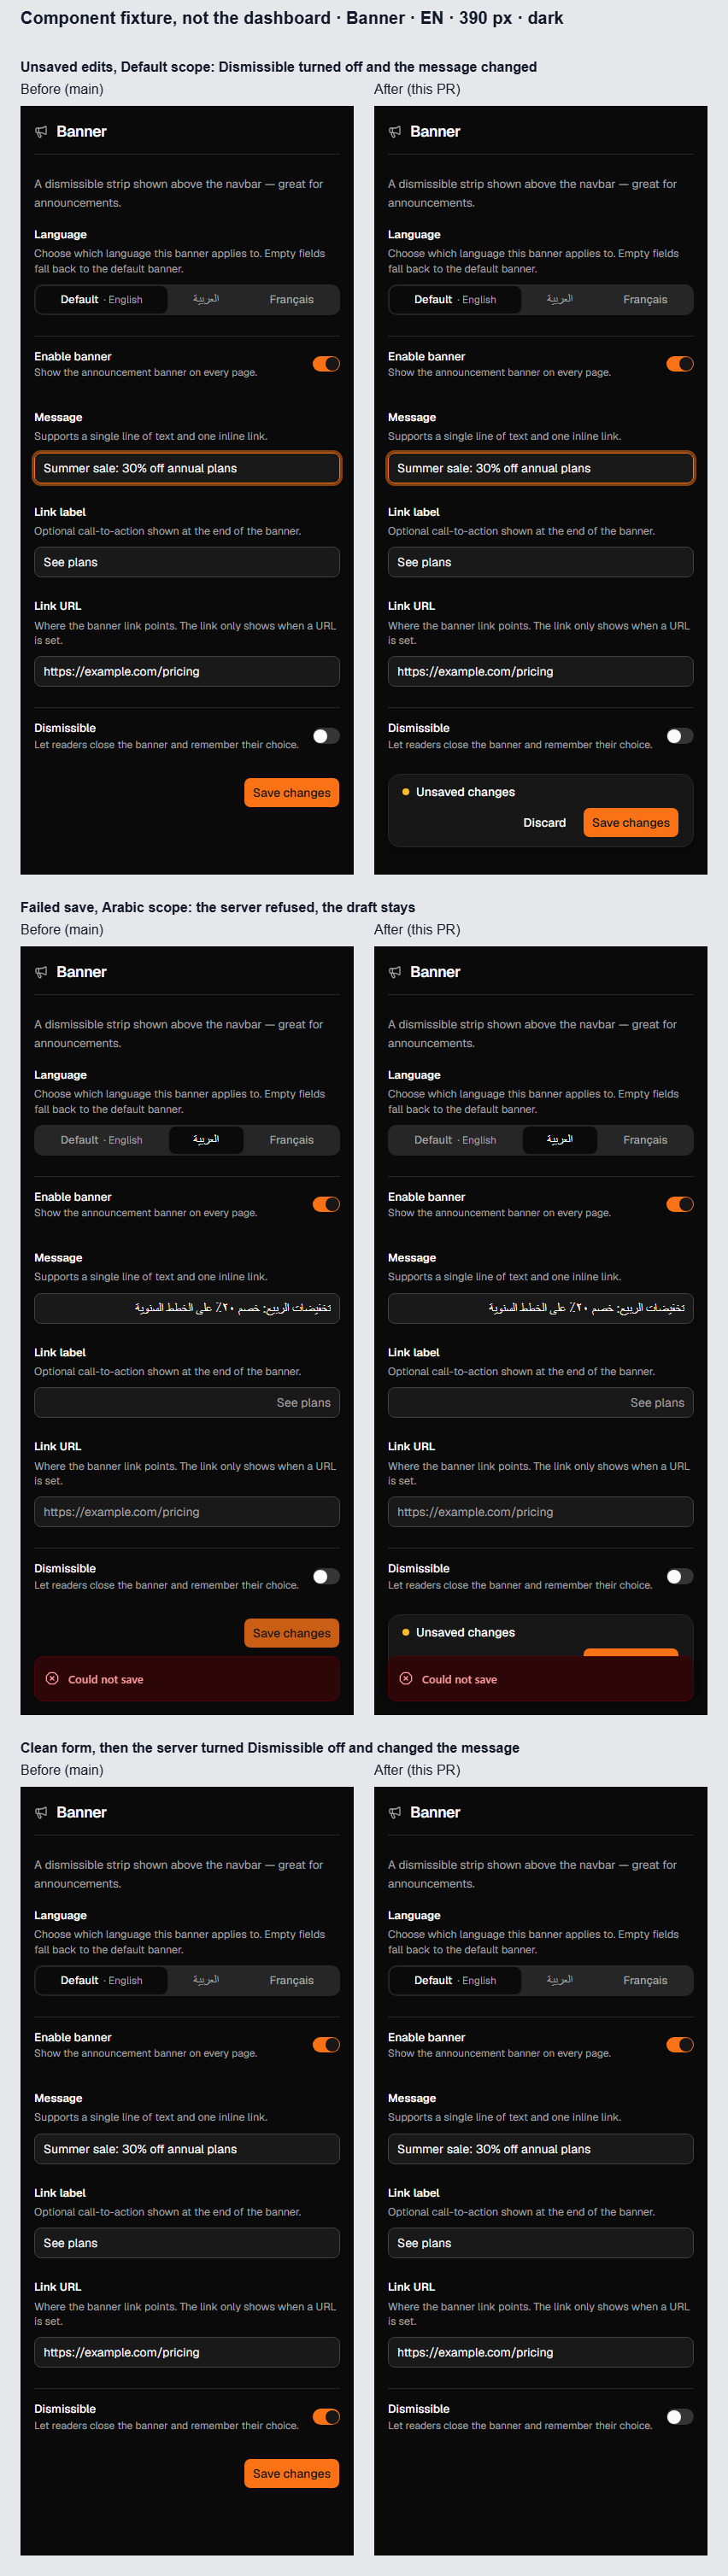 Component fixture, not the dashboard · Banner · EN · 390 px · dark
Unsaved edits, Default scope: Dismissible turned off and the message changed
Before (main)
Banner
A dismissible strip shown above the navbar — great for
announcements.
Language
Choose which language this banner applies to. Empty fields
fall back to the default banner.
Default · English العربية Français
Enable banner
Show the announcement banner on every page.
Message
Supports a single line of text and one inline link.
Summer sale: 30% off annual plans
Link label
Optional call-to-action shown at the end of the banner.
See plans
Link URL
Where the banner link points. The link only shows when a URL
is set.
https://example.com/pricing
Dismissible
Let readers close the banner and remember their choice.
Save changes
After (this PR)
Banner
A dismissible strip shown above the navbar — great for
announcements.
Language
Choose which language this banner applies to. Empty fields
fall back to the default banner.
Default · English العربية Français
Enable banner
Show the announcement banner on every page.
Message
Supports a single line of text and one inline link.
Summer sale: 30% off annual plans
Link label
Optional call-to-action shown at the end of the banner.
See plans
Link URL
Where the banner link points. The link only shows when a URL
is set.
https://example.com/pricing
Dismissible
Let readers close the banner and remember their choice.
Unsaved changes
Discard Save changes
Failed save, Arabic scope: the server refused, the draft stays
Before (main)
Banner
A dismissible strip shown above the navbar — great for
announcements.
Language
Choose which language this banner applies to. Empty fields
fall back to the default banner.
Default · English العربية Français
Enable banner
Show the announcement banner on every page.
Message
Supports a single line of text and one inline link.
تخفيضات الربيع: خصم ٢٠٪ على الخطط السنوية
Link label
Optional call-to-action shown at the end of the banner.
See plans
Link URL
Where the banner link points. The link only shows when a URL
is set.
https://example.com/pricing
Dismissible
Let readers close the banner and remember their choice.
Save changes
Could not save
After (this PR)
Banner
A dismissible strip shown above the navbar — great for
announcements.
Language
Choose which language this banner applies to. Empty fields
fall back to the default banner.
Default · English العربية Français
Enable banner
Show the announcement banner on every page.
Message
Supports a single line of text and one inline link.
تخفيضات الربيع: خصم ٢٠٪ على الخطط السنوية
Link label
Optional call-to-action shown at the end of the banner.
See plans
Link URL
Where the banner link points. The link only shows when a URL
is set.
https://example.com/pricing
Dismissible
Let readers close the banner and remember their choice.
Unsaved changes
Could not save
Clean form, then the server turned Dismissible off and changed the message
Before (main)
Banner
A dismissible strip shown above the navbar — great for
announcements.
Language
Choose which language this banner applies to. Empty fields
fall back to the default banner.
Default · English العربية Français
Enable banner
Show the announcement banner on every page.
Message
Supports a single line of text and one inline link.
Summer sale: 30% off annual plans
Link label
Optional call-to-action shown at the end of the banner.
See plans
Link URL
Where the banner link points. The link only shows when a URL
is set.
https://example.com/pricing
Dismissible
Let readers close the banner and remember their choice.
Save changes
After (this PR)
Banner
A dismissible strip shown above the navbar — great for
announcements.
Language
Choose which language this banner applies to. Empty fields
fall back to the default banner.
Default · English العربية Français
Enable banner
Show the announcement banner on every page.
Message
Supports a single line of text and one inline link.
Summer sale: 30% off annual plans
Link label
Optional call-to-action shown at the end of the banner.
See plans
Link URL
Where the banner link points. The link only shows when a URL
is set.
https://example.com/pricing
Dismissible
Let readers close the banner and remember their choice.